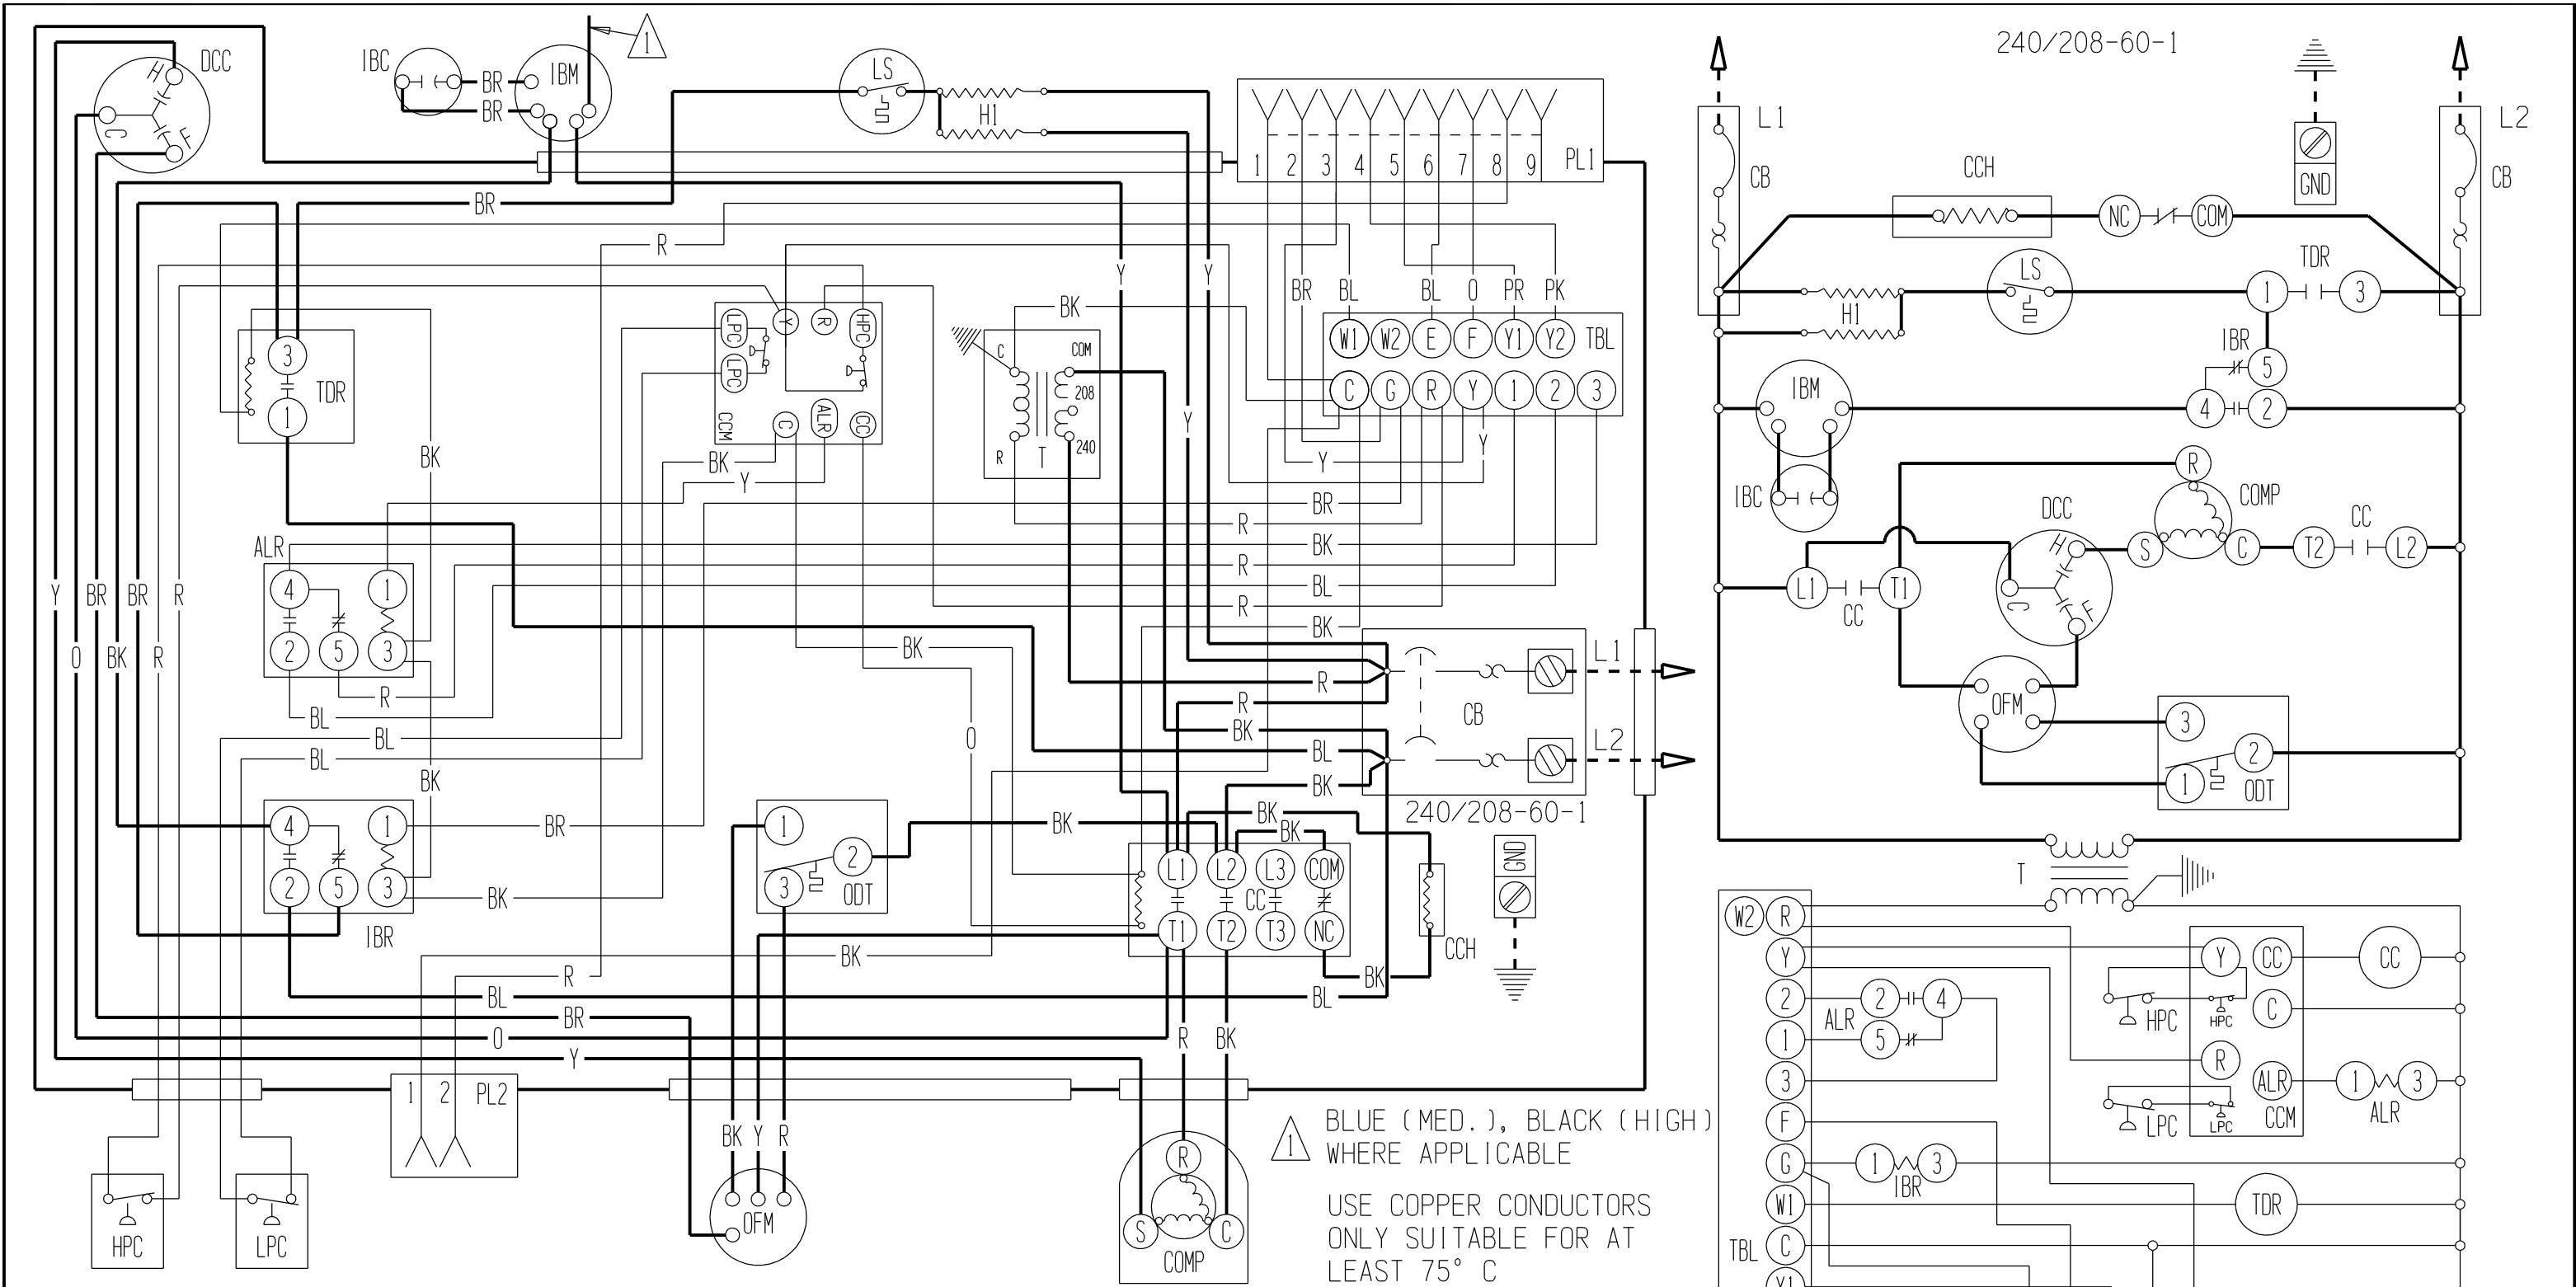 DCC
H
C
F
IBC
BR
BR
IBM
1
LS
H1
1 2 3 4 5 6 7 8 9 PL1
240/208-60-1
L1
CB
L2
CB
GND
CCH
NC
COM
BR
R
Y
Y
Y
BR
BL
BL
O
PR
PK
LS
TDR
1
3
H1
IBR
5
4
2
IBM
IBC
3
TDR
1
BK
LPC
LPC
Y
R
HPC
CCM
C
ALR
CC
BK
C
COM
208
240
R
T
W1 W2 E F Y1 Y2 TBL
C G R Y 1 2 3
BK
Y
Y
Y
BR
R
BK
R
BL
R
BK
R
COMP
S
C
DCC
H
C
F
T2
CC
L2
L1
CC
T1
ALR
4
1
2
5
3
Y
BR
BR
R
O
BK
R
BK
O
R
BL
BL
BL
BK
R
R
BK
BL
BK
L1
L2
CB
240/208-60-1
OFM
3
2
1
ODT
4
1
2
5
3
IBR
BR
BK
1
2
3
ODT
BK
BK
BK
L1 L2 L3 COM
CC
T1 T2 T3 NC
BK
CCH
GND
T
BK
R
BL
BL
BR
O
Y
R
BK
1 2 PL2
HPC
LPC
BK Y R
OFM
R
S
C
COMP
1
BLUE (MED.), BLACK (HIGH)
WHERE APPLICABLE
USE COPPER CONDUCTORS
ONLY SUITABLE FOR AT
LEAST 75° C
W2
R
Y
2
1
3
F
G
W1
TBL
C
Y1
2
4
ALR
5
1
3
IBR
Y
CC
CC
C
HPC
HPC
R
ALR
1
3
ALR
LPC
LPC
CCM
TDR